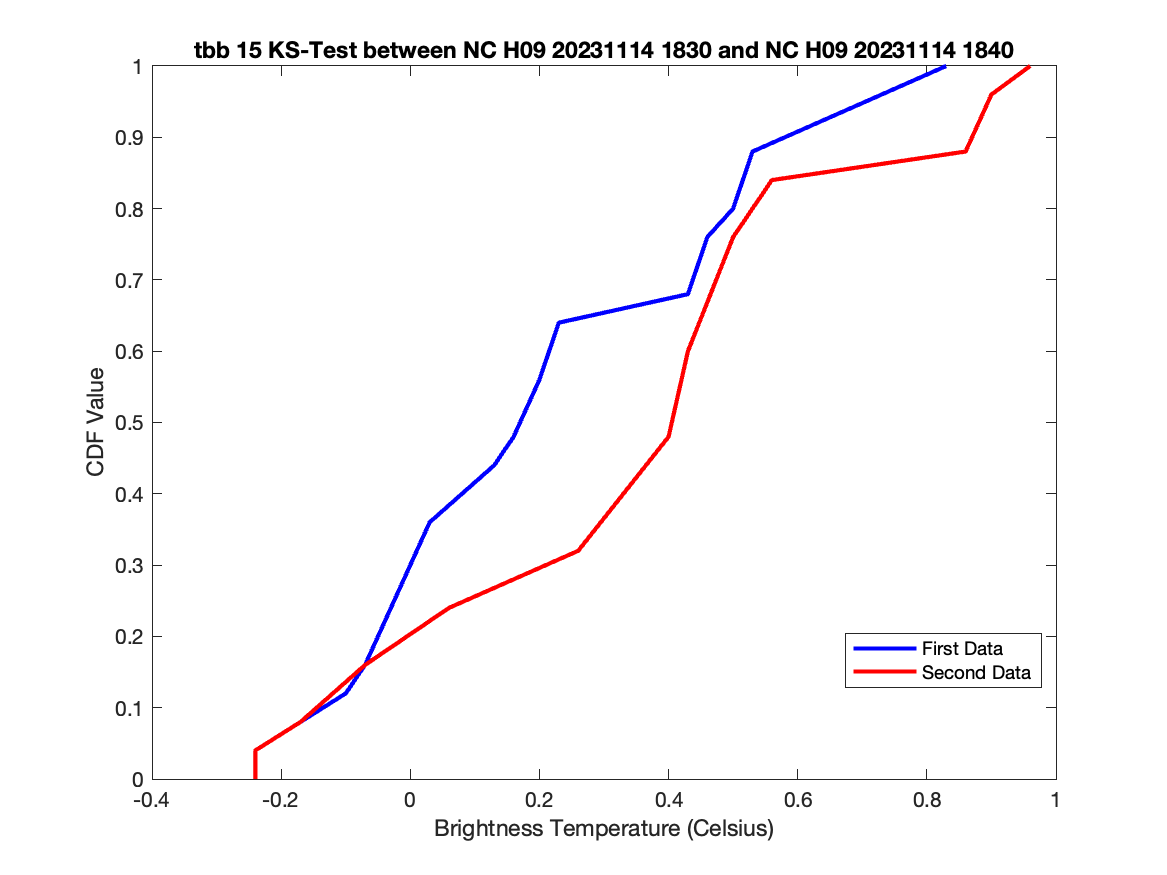 tbb 15 KS-Test between NC H09 20231114 1830 and NC H09 20231114 1840
1
0.9
0.8
0.7
0.6
0.5
0.4
0.3
0.2
0.1
0
CDF Value
First Data
Second Data
-0.4 -0.2 0 0.2 0.4 0.6 0.8 1
Brightness Temperature (Celsius)